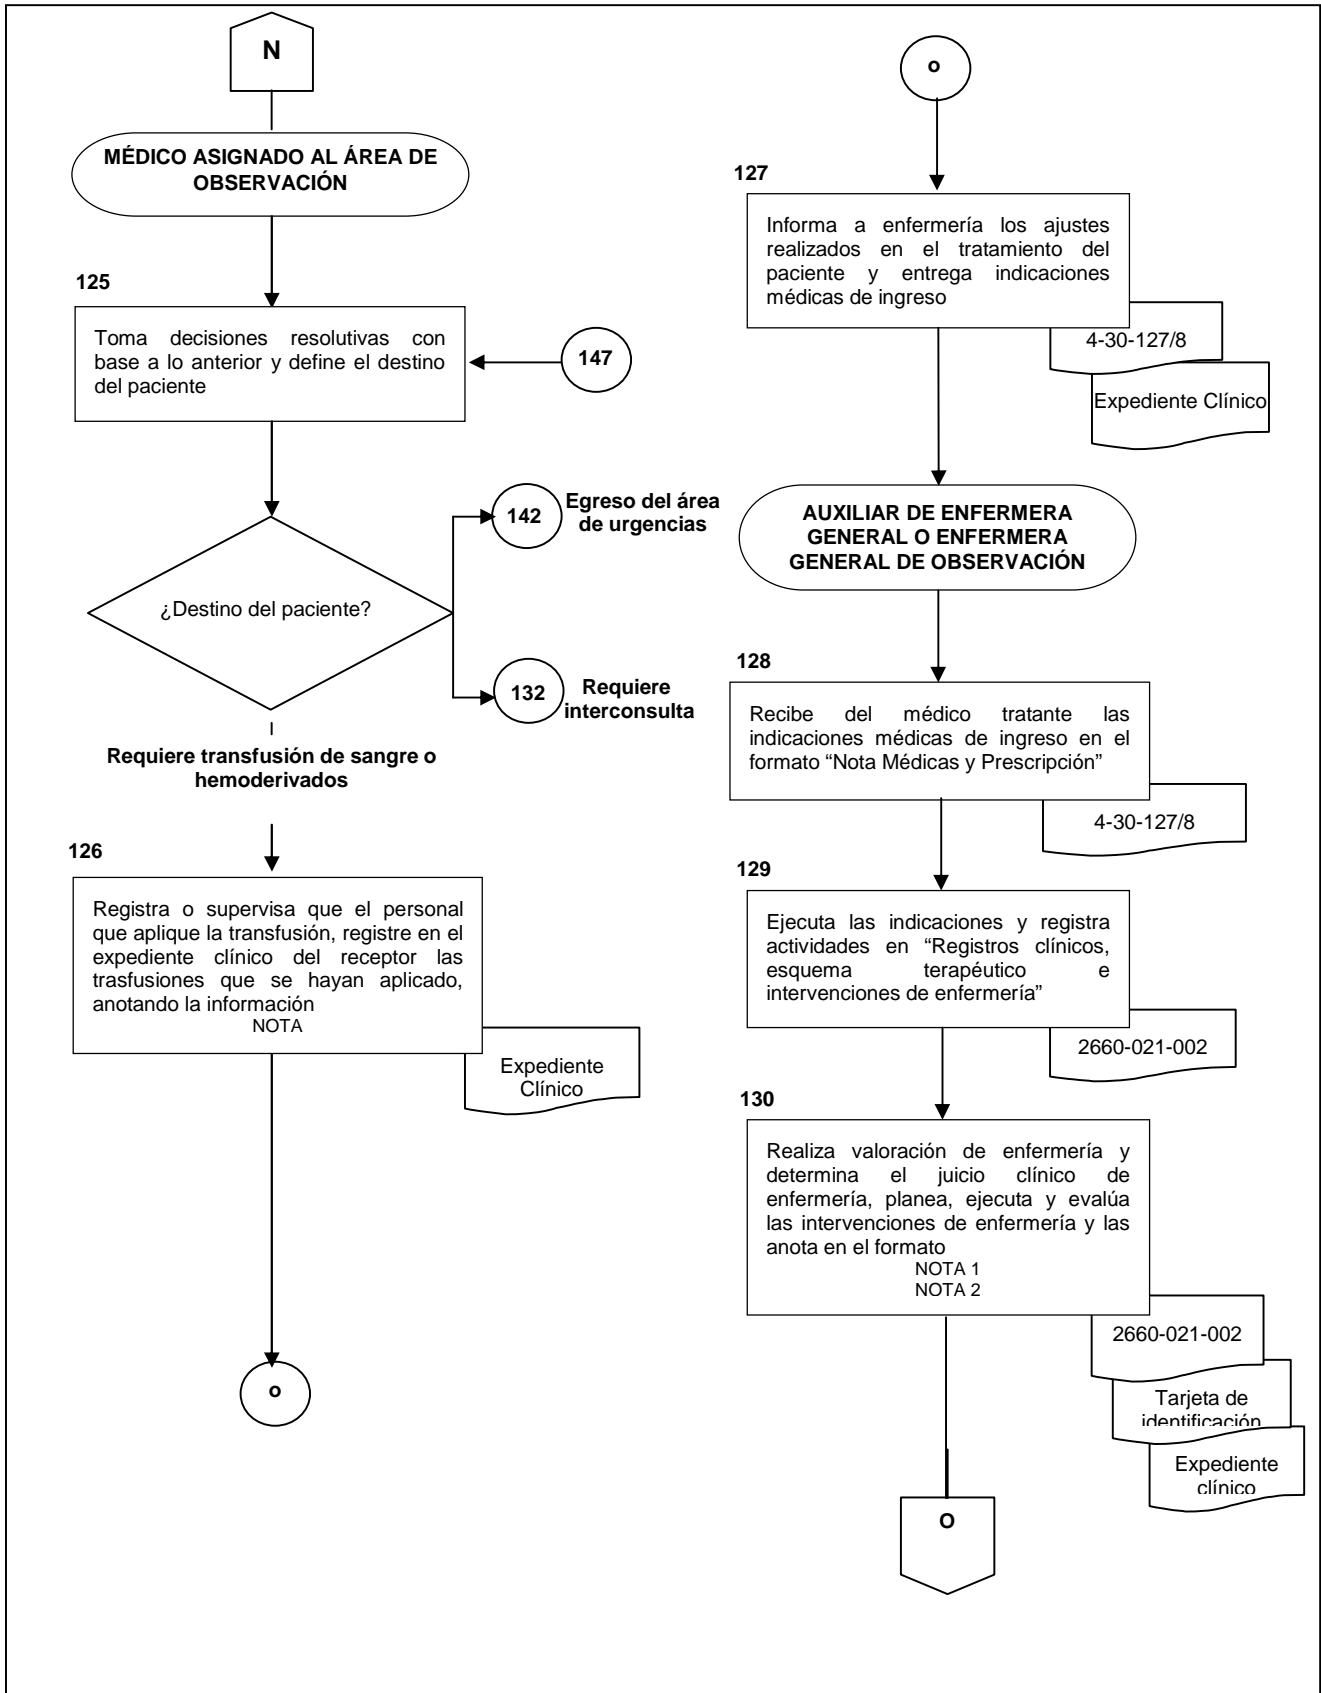 N
MÉDICO ASIGNADO AL ÁREA DE
OBSERVACIÓN
125
Toma decisiones resolutivas con
base a lo anterior y define el destino
del paciente
147
¿Destino del paciente?
142
Egreso del área
de urgencias
132
Requiere
interconsulta
Requiere transfusión de sangre o
hemoderivados
126
Registra o supervisa que el personal
que aplique la transfusión, registre en el
expediente clínico del receptor las
trasfusiones que se hayan aplicado,
anotando la información
NOTA
Expediente
Clínico
o
o
127
Informa a enfermería los ajustes
realizados en el tratamiento del
paciente y entrega indicaciones
médicas de ingreso
4-30-127/8
Expediente Clínico
AUXILIAR DE ENFERMERA
GENERAL O ENFERMERA
GENERAL DE OBSERVACIÓN
128
Recibe del médico tratante las
indicaciones médicas de ingreso en el
formato “Nota Médicas y Prescripción”
4-30-127/8
129
Ejecuta las indicaciones y registra
actividades en “Registros clínicos,
esquema terapéutico e
intervenciones de enfermería”
2660-021-002
130
Realiza valoración de enfermería y
determina el juicio clínico de
enfermería, planea, ejecuta y evalúa
las intervenciones de enfermería y las
anota en el formato
NOTA 1
NOTA 2
2660-021-002
Tarjeta de
identificación
Expediente
clínico
O